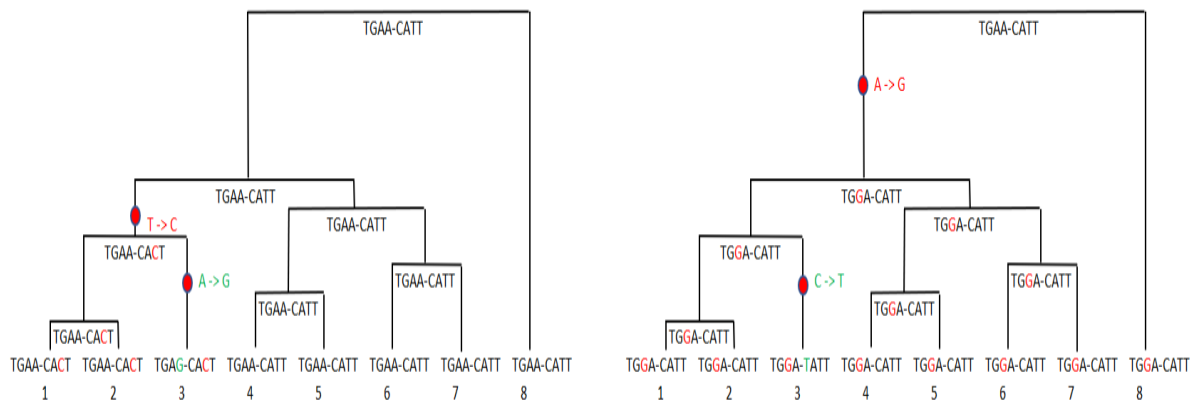 TGAA-CATT
TGAA-CATT
T -> C
TGAA-CATT
TGAA-CACT
A -> G
TGAA-CATT
TGAA-CATT
TGAA-CACT
TGAA-CACT TGAA-CACT TGAG-CACT TGAA-CATT TGAA-CATT TGAA-CATT TGAA-CATT TGAA-CATT
1 2 3 4 5 6 7 8
TGAA-CATT
A -> G
TGGA-CATT
TGGA-CATT
TGGA-CATT
C -> T
TGGA-CATT
TGGA-CATT
TGGA-CATT
TGGA-CATT TGGA-CATT TGGA-TATT TGGA-CATT TGGA-CATT TGGA-CATT TGGA-CATT TGGA-CATT
1 2 3 4 5 6 7 8